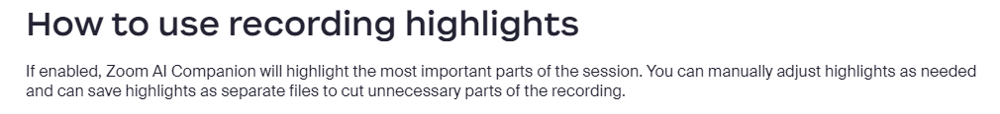 How to use recording highlights
If enabled, Zoom AI Companion will highlight the most important parts of the session. You can manually adjust highlights as needed
and can save highlights as separate files to cut unnecessary parts of the recording.